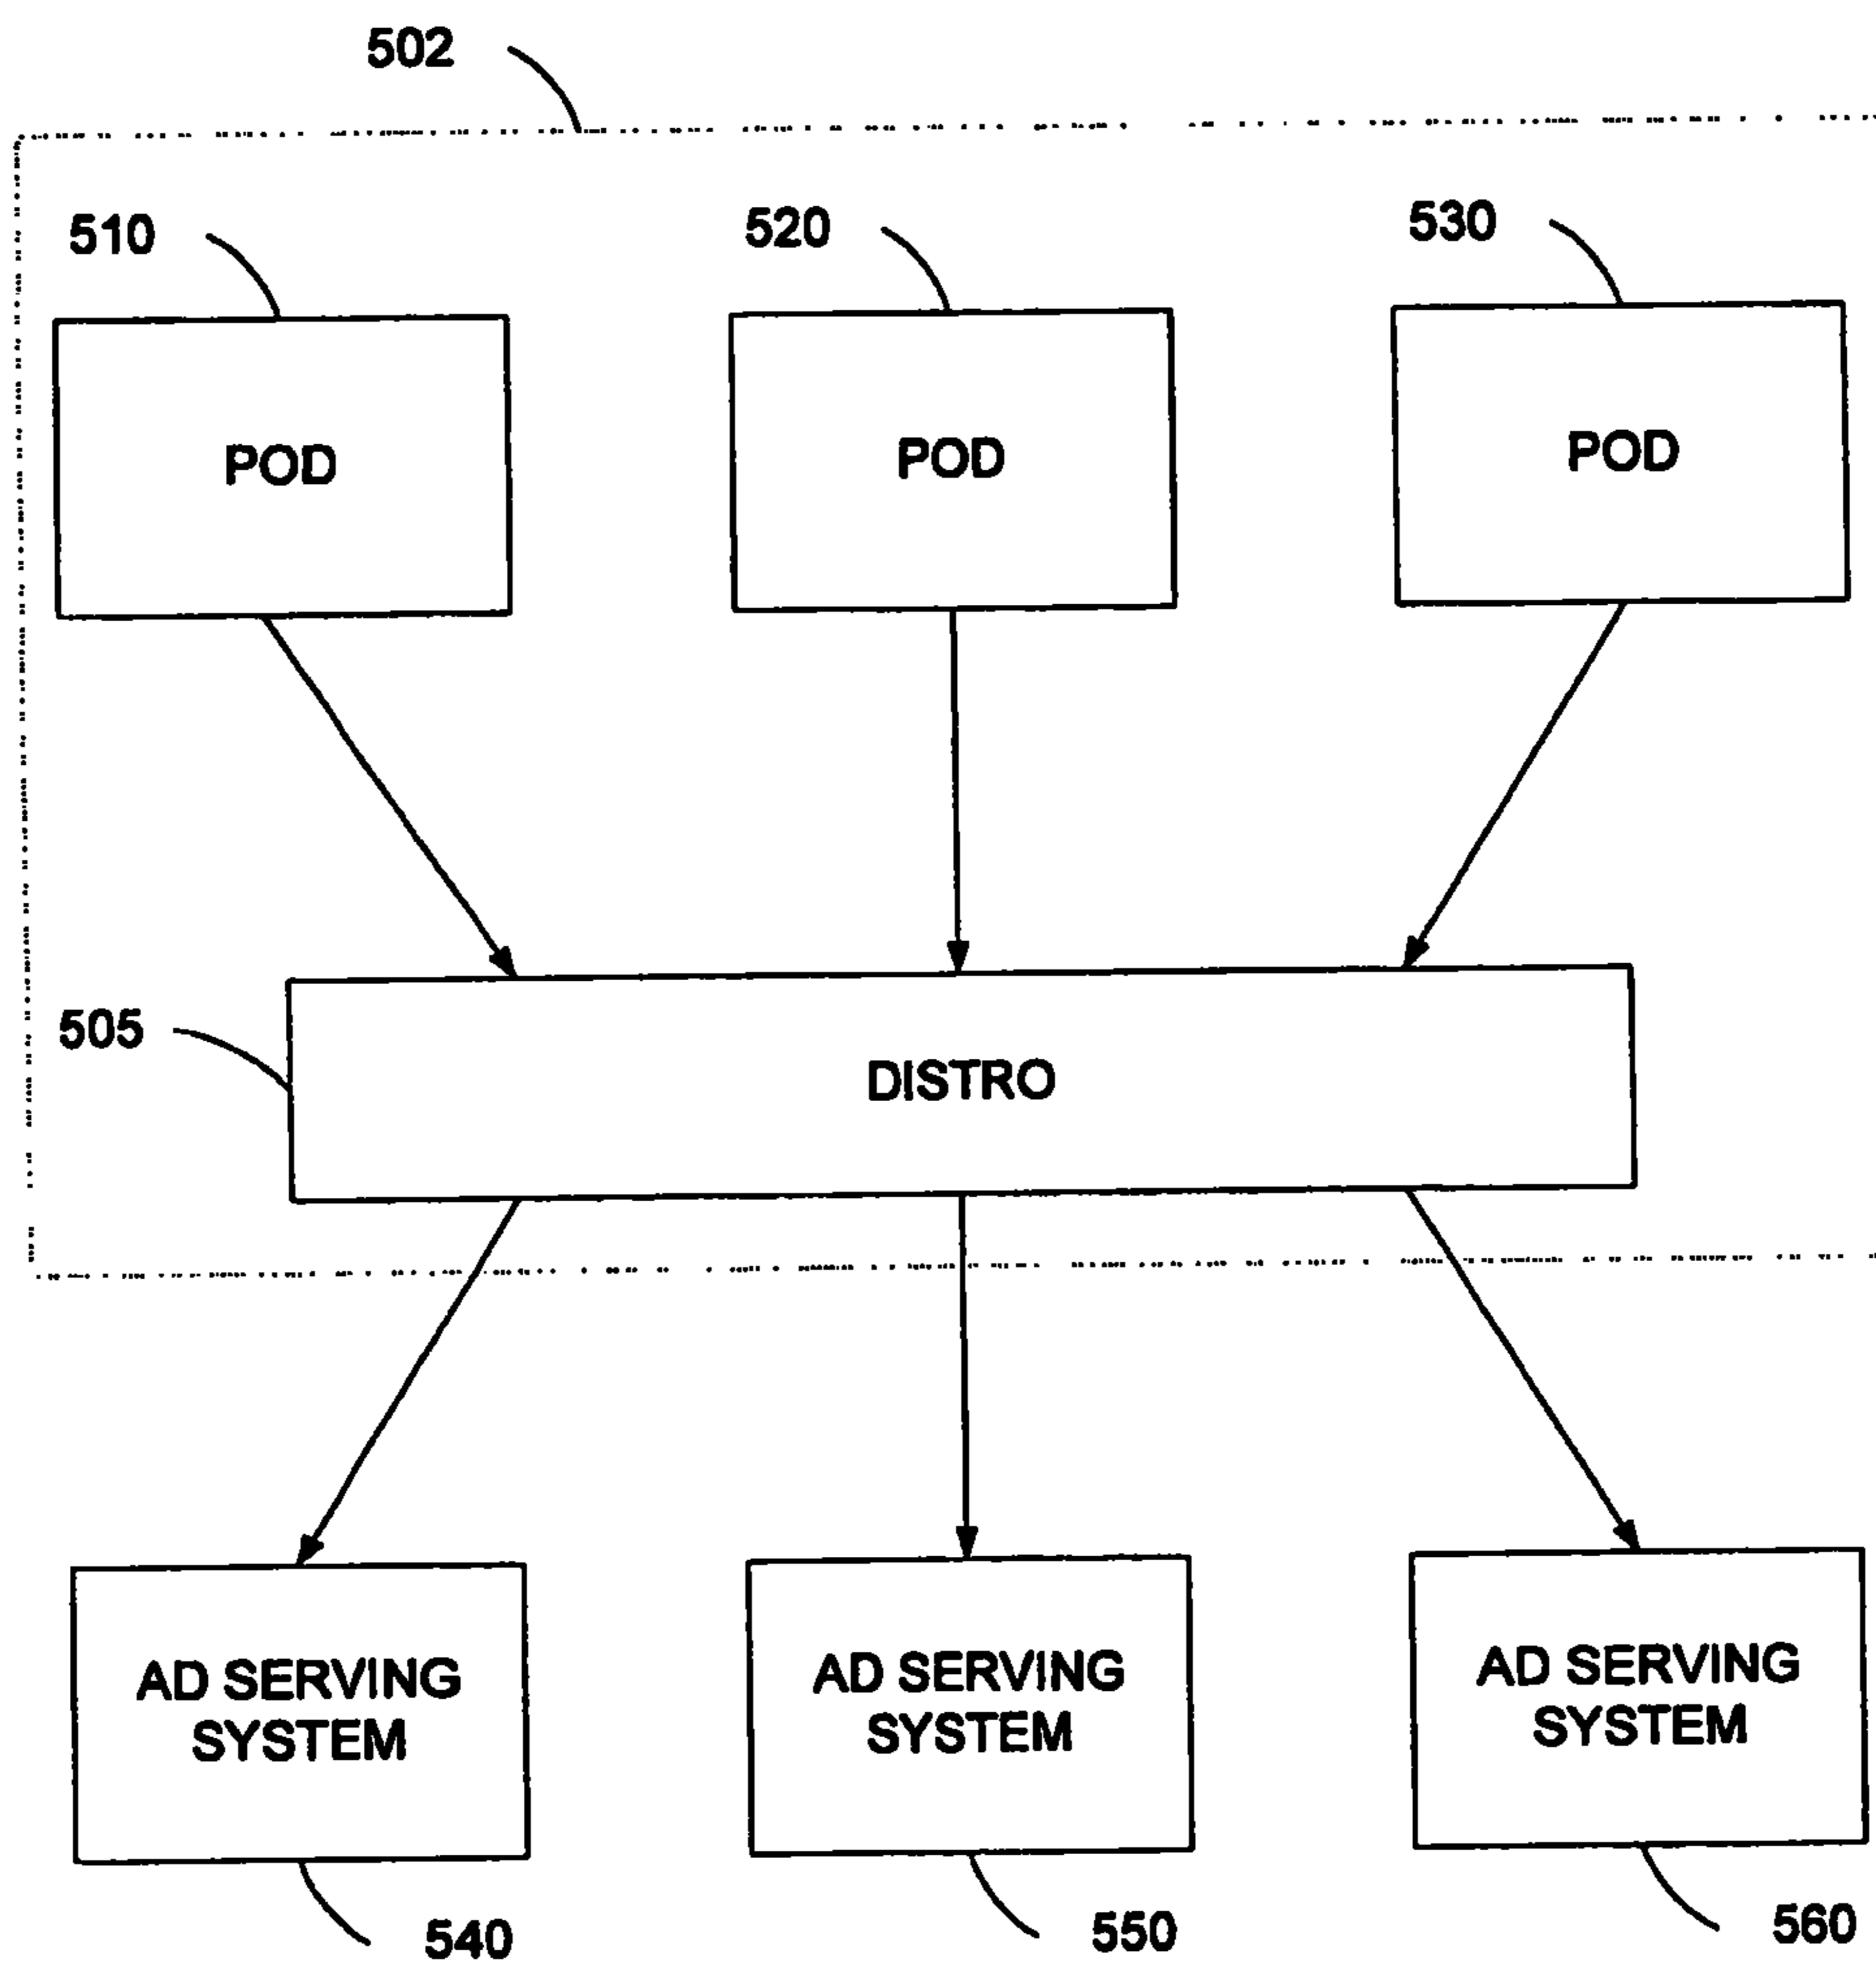 502
510
520
530
POD
POD
POD
505
DISTRO
AD SERVING
SYSTEM
AD SERVING
SYSTEM
AD SERVING
SYSTEM
540
550
560